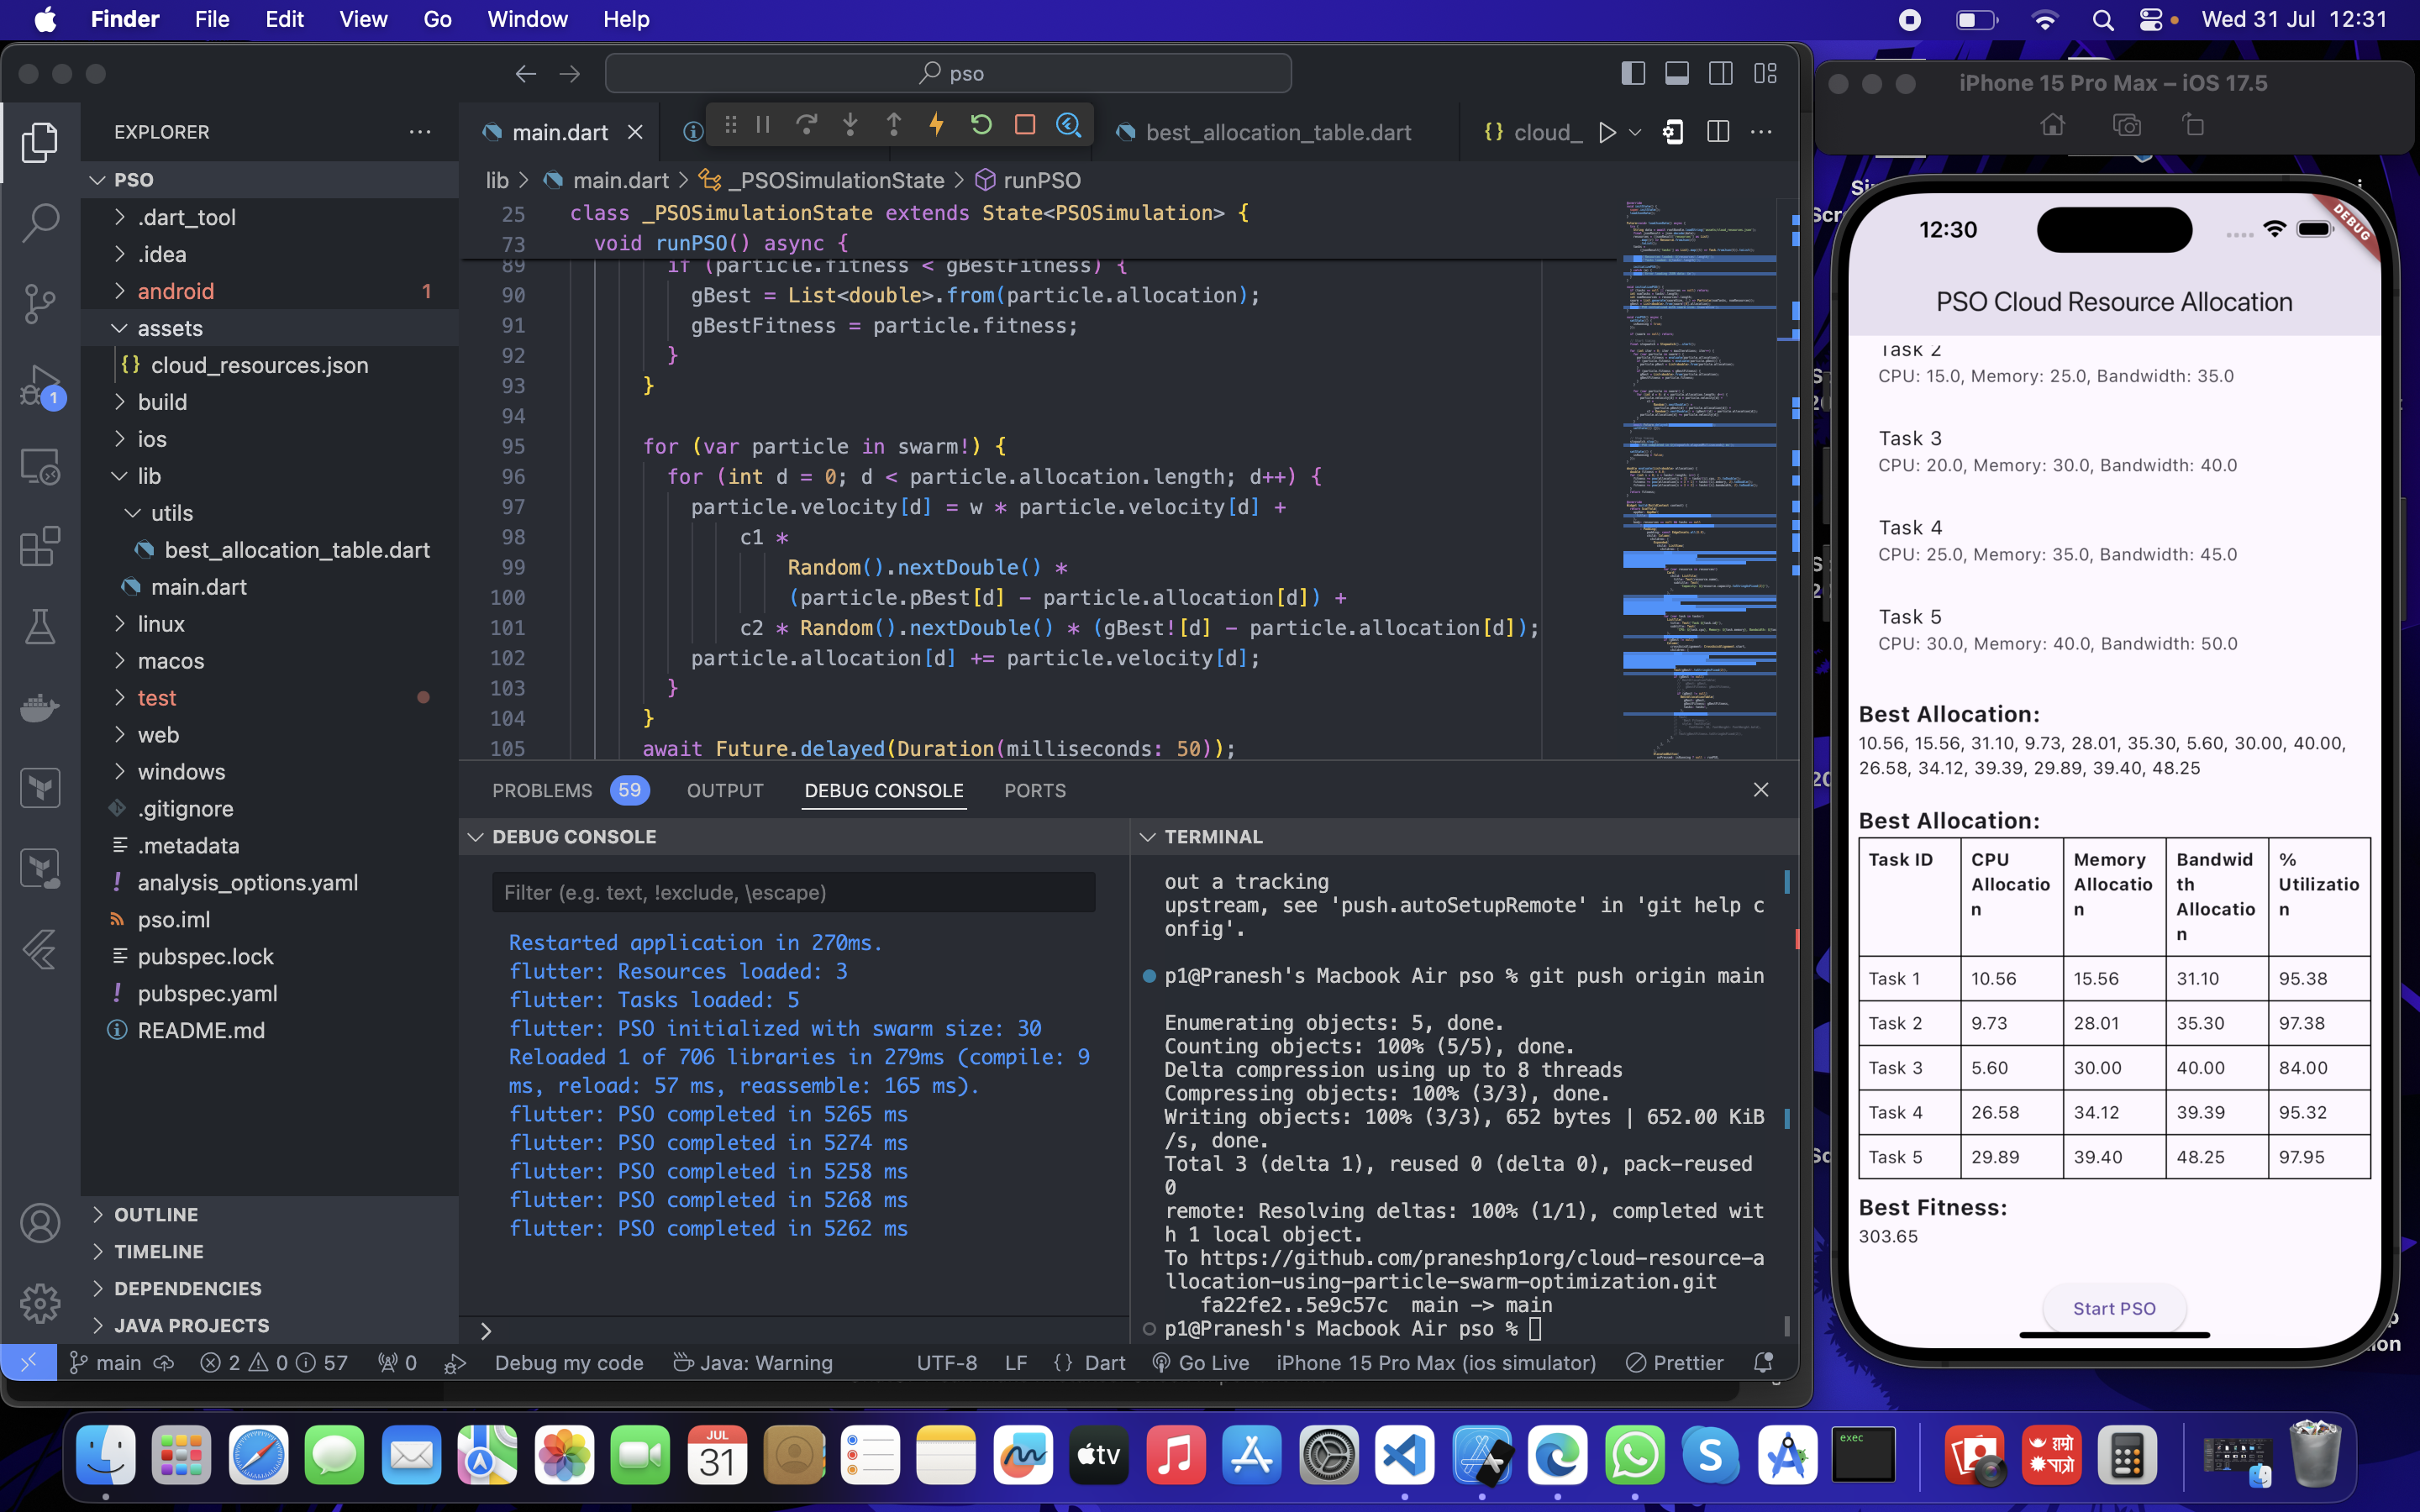 Finder File Edit View Go Window Help
Wed 31 Jul 12:31
pso
EXPLORER
PSO
.dart_tool
.idea
android 1
assets
{} cloud_resources.json
build
ios
lib
utils
best_allocation_table.dart
main.dart
linux
macos
test
web
windows
.gitignore
.metadata
! analysis_options.yaml
pso.iml
pubspec.lock
! pubspec.yaml
README.md
OUTLINE
TIMELINE
DEPENDENCIES
JAVA PROJECTS
1
main.dart
best_allocation_table.dart
{} cloud_
lib > main.dart > _PSOSimulationState > runPSO
25 class _PSOSimulationState extends State<PSOSimulation> {
73 void runPSO() async {
89 if (particle.fitness < gBestFitness) {
90 gBest = List<double>.from(particle.allocation);
91 gBestFitness = particle.fitness;
92 }
93 }
94
95 for (var particle in swarm!) {
96 for (int d = 0; d < particle.allocation.length; d++) {
97 particle.velocity[d] = w * particle.velocity[d] +
98 c1 *
99 Random().nextDouble() *
100 (particle.pBest[d] - particle.allocation[d]) +
101 c2 * Random().nextDouble() * (gBest![d] - particle.allocation[d]);
102 particle.allocation[d] += particle.velocity[d];
103 }
104 }
105 await Future.delayed(Duration(milliseconds: 50));
PROBLEMS 59 OUTPUT DEBUG CONSOLE PORTS
DEBUG CONSOLE
Filter (e.g. text, !exclude, \escape)
Restarted application in 270ms.
flutter: Resources loaded: 3
flutter: Tasks loaded: 5
flutter: PSO initialized with swarm size: 30
Reloaded 1 of 706 libraries in 279ms (compile: 9
ms, reload: 57 ms, reassemble: 165 ms).
flutter: PSO completed in 5265 ms
flutter: PSO completed in 5274 ms
flutter: PSO completed in 5258 ms
flutter: PSO completed in 5268 ms
flutter: PSO completed in 5262 ms
TERMINAL
out a tracking
upstream, see 'push.autoSetupRemote' in 'git help c
onfig'.
p1@Pranesh's Macbook Air pso % git push origin main
Enumerating objects: 5, done.
Counting objects: 100% (5/5), done.
Delta compression using up to 8 threads
Compressing objects: 100% (3/3), done.
Writing objects: 100% (3/3), 652 bytes | 652.00 KiB
/s, done.
Total 3 (delta 1), reused 0 (delta 0), pack-reused
0
remote: Resolving deltas: 100% (1/1), completed wit
h 1 local object.
To https://github.com/praneshp1org/cloud-resource-a
llocation-using-particle-swarm-optimization.git
fa22fe2..5e9c57c main -> main
p1@Pranesh's Macbook Air pso %
main 2 0 57 0 Debug my code Java: Warning UTF-8 LF {} Dart Go Live iPhone 15 Pro Max (ios simulator) Prettier
iPhone 15 Pro Max – iOS 17.5
12:30
DEBUG
PSO Cloud Resource Allocation
Task 2
CPU: 15.0, Memory: 25.0, Bandwidth: 35.0
Task 3
CPU: 20.0, Memory: 30.0, Bandwidth: 40.0
Task 4
CPU: 25.0, Memory: 35.0, Bandwidth: 45.0
Task 5
CPU: 30.0, Memory: 40.0, Bandwidth: 50.0
Best Allocation:
10.56, 15.56, 31.10, 9.73, 28.01, 35.30, 5.60, 30.00, 40.00,
26.58, 34.12, 39.39, 29.89, 39.40, 48.25
Best Allocation:
Task ID CPU Memory Bandwid %
Allocatio Allocatio th Utilizatio
n n Allocatio n
n
Task 1 10.56 15.56 31.10 95.38
Task 2 9.73 28.01 35.30 97.38
Task 3 5.60 30.00 40.00 84.00
Task 4 26.58 34.12 39.39 95.32
Task 5 29.89 39.40 48.25 97.95
Best Fitness:
303.65
Start PSO
JUL
31
tv
exec
हाम्रो
पात्रो